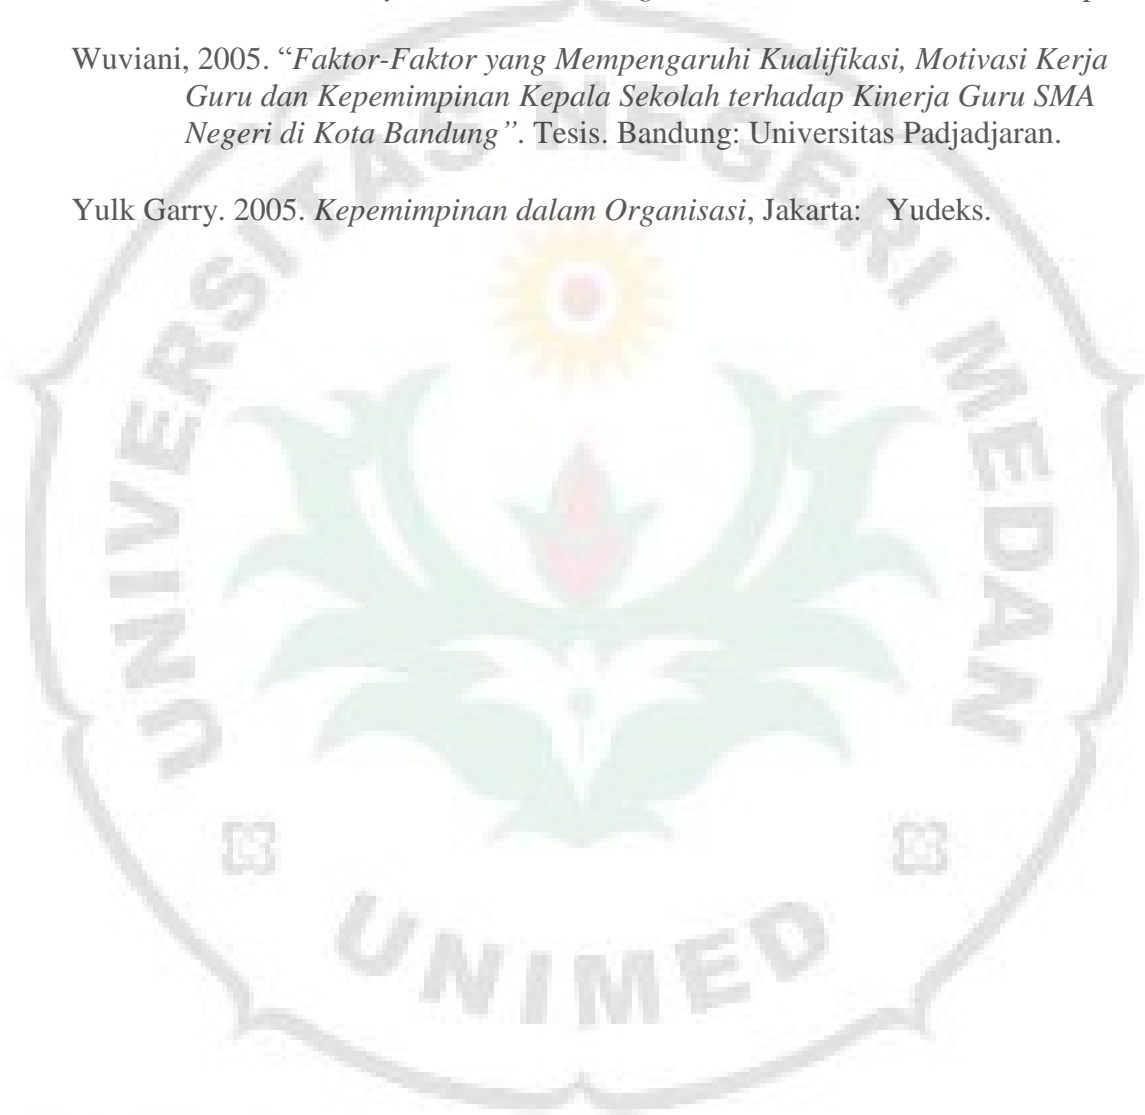 Wuviani, 2005. “Faktor-Faktor yang Mempengaruhi Kualifikasi, Motivasi Kerja
Guru dan Kepemimpinan Kepala Sekolah terhadap Kinerja Guru SMA
Negeri di Kota Bandung”. Tesis. Bandung: Universitas Padjadjaran.
Yulk Garry. 2005. Kepemimpinan dalam Organisasi, Jakarta: Yudeks.
UNIVERSITAS NEGERI MEDAN
UNIMED